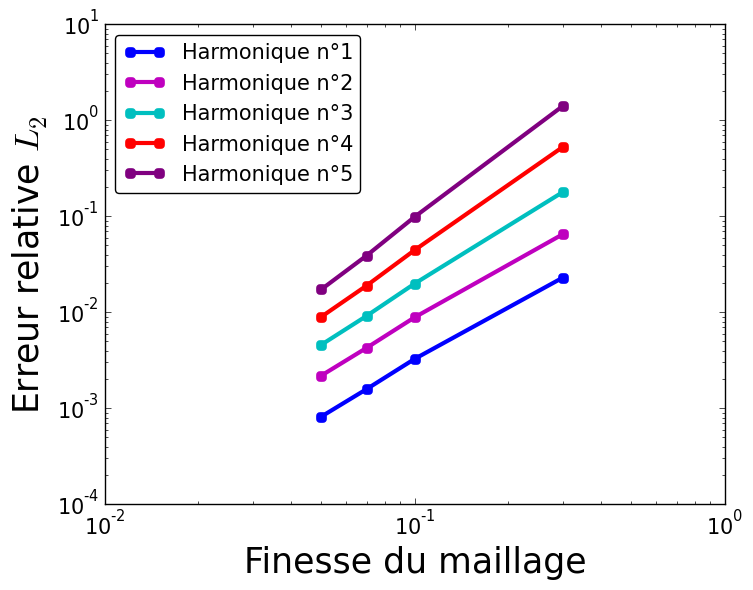 10^1
10^0
10^-1
10^-2
10^-3
10^-4
Erreur relative L_2
Harmonique n°1
Harmonique n°2
Harmonique n°3
Harmonique n°4
Harmonique n°5
10^-2
10^-1
10^0
Finesse du maillage